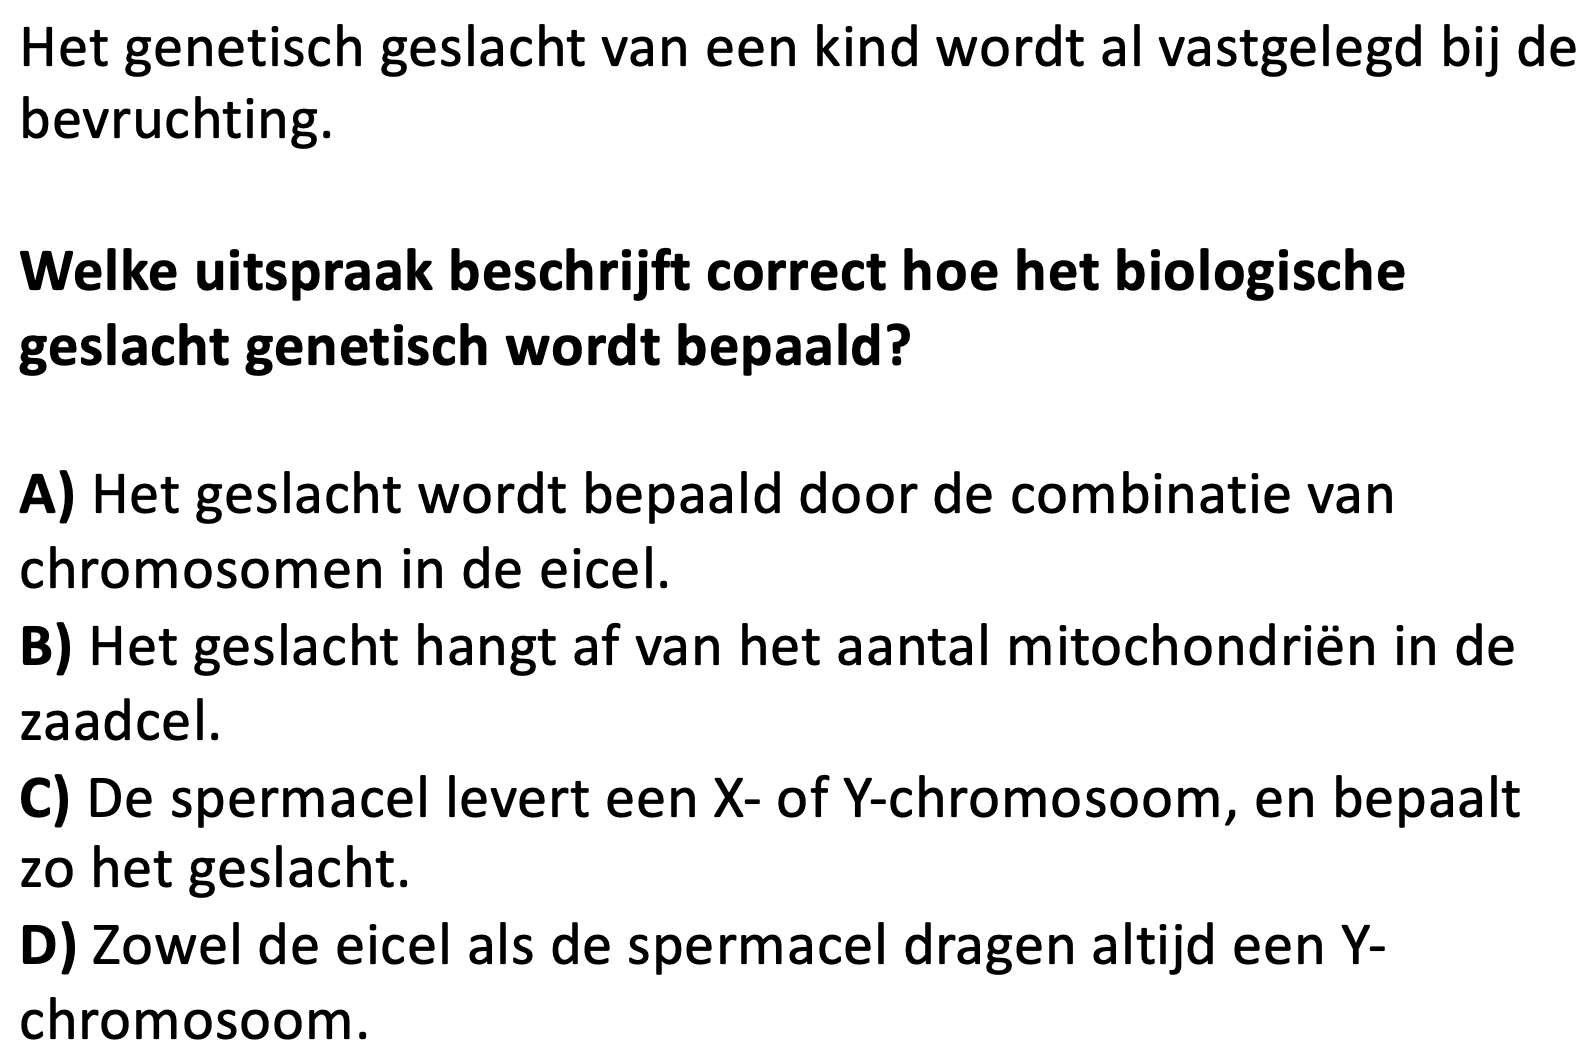 Het genetisch geslacht van een kind wordt al vastgelegd bij de
bevruchting.
Welke uitspraak beschrijft correct hoe het biologische
geslacht genetisch wordt bepaald?
A) Het geslacht wordt bepaald door de combinatie van
chromosomen in de eicel.
B) Het geslacht hangt af van het aantal mitochondriën in de
zaadcel.
C) De spermacel levert een X- of Y-chromosoom, en bepaalt
zo het geslacht.
D) Zowel de eicel als de spermacel dragen altijd een Y-
chromosoom.